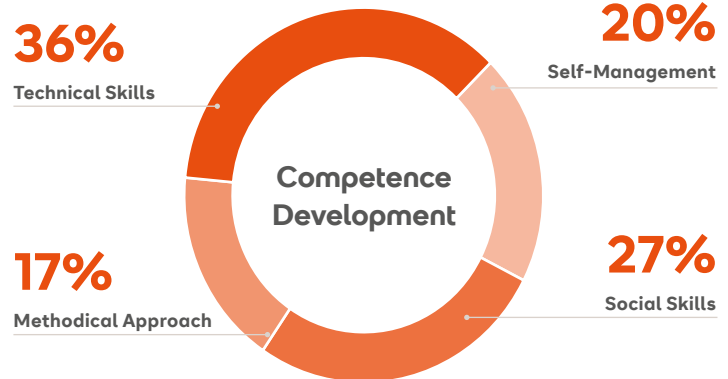 36%
Technical Skills
20%
Self-Management
Competence
Development
17%
Methodical Approach
27%
Social Skills